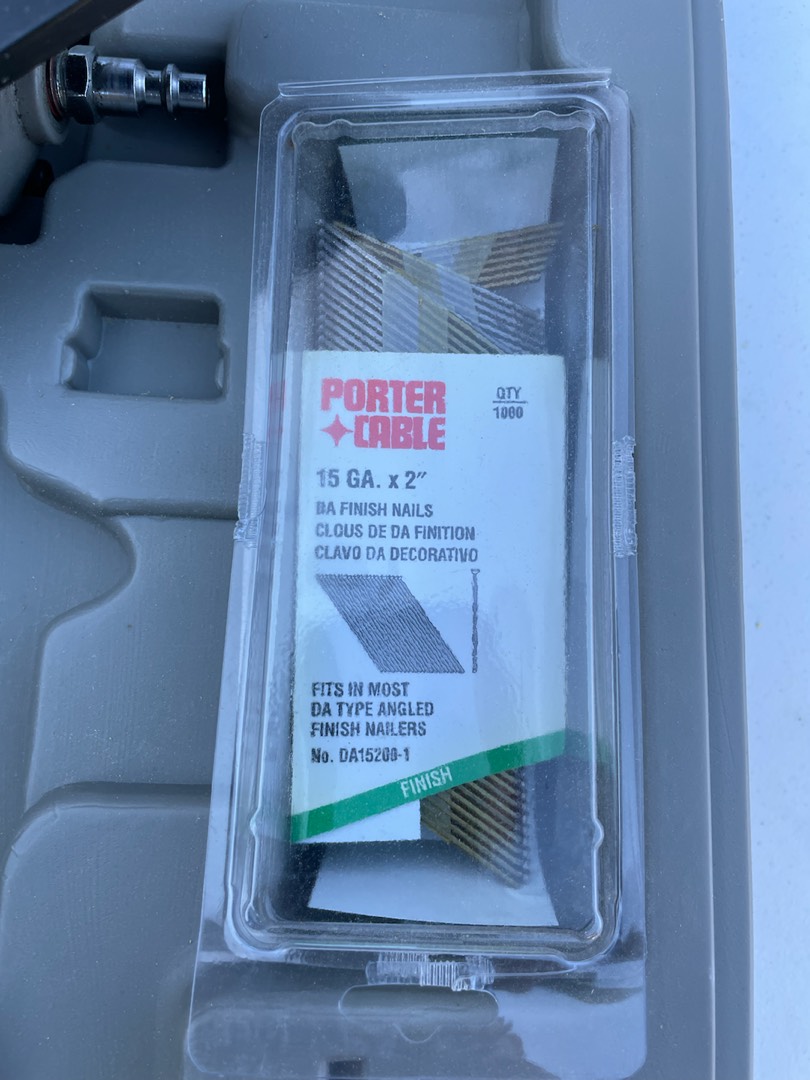 PORTER
CABLE
QTY
1000
15 GA. x 2"
DA FINISH NAILS
CLOUS DE DA FINITION
CLAVO DA DECORATIVO
FITS IN MOST
DA TYPE ANGLED
FINISH NAILERS
No. DA15200-1
FINISH